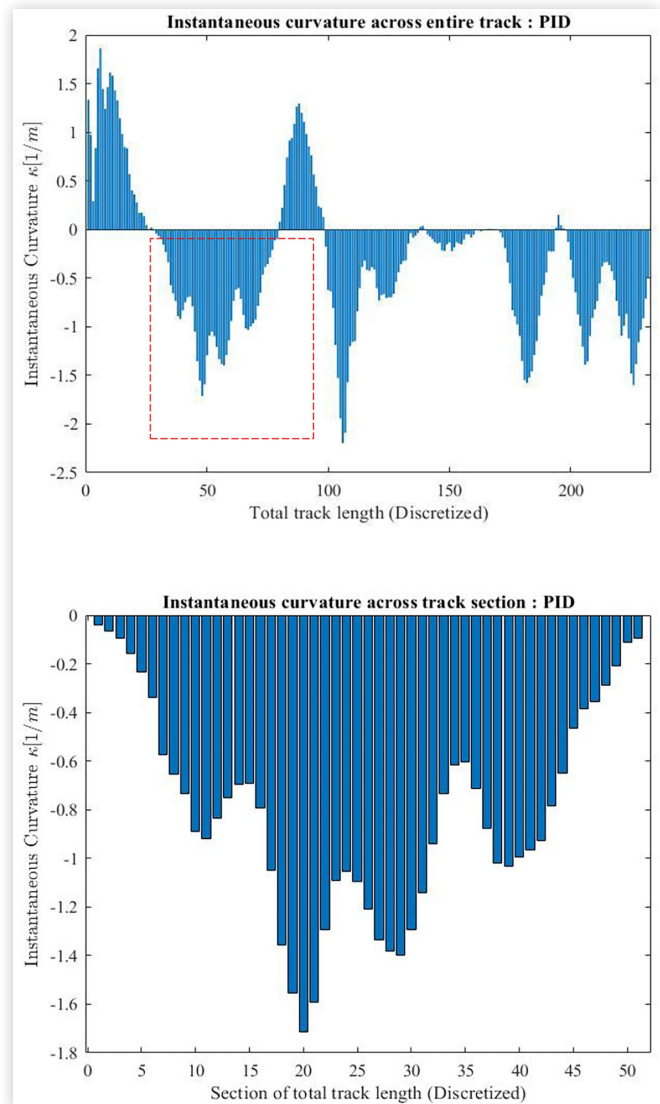 Instantaneous curvature across entire track : PID
2
1.5
1
0.5
0
-0.5
-1
-1.5
-2
-2.5
Instantaneous Curvature κ[1/m]
0 50 100 150 200
Total track length (Discretized)
Instantaneous curvature across track section : PID
0
-0.2
-0.4
-0.6
-0.8
-1
-1.2
-1.4
-1.6
-1.8
Instantaneous Curvature κ[1/m]
0 5 10 15 20 25 30 35 40 45 50
Section of total track length (Discretized)